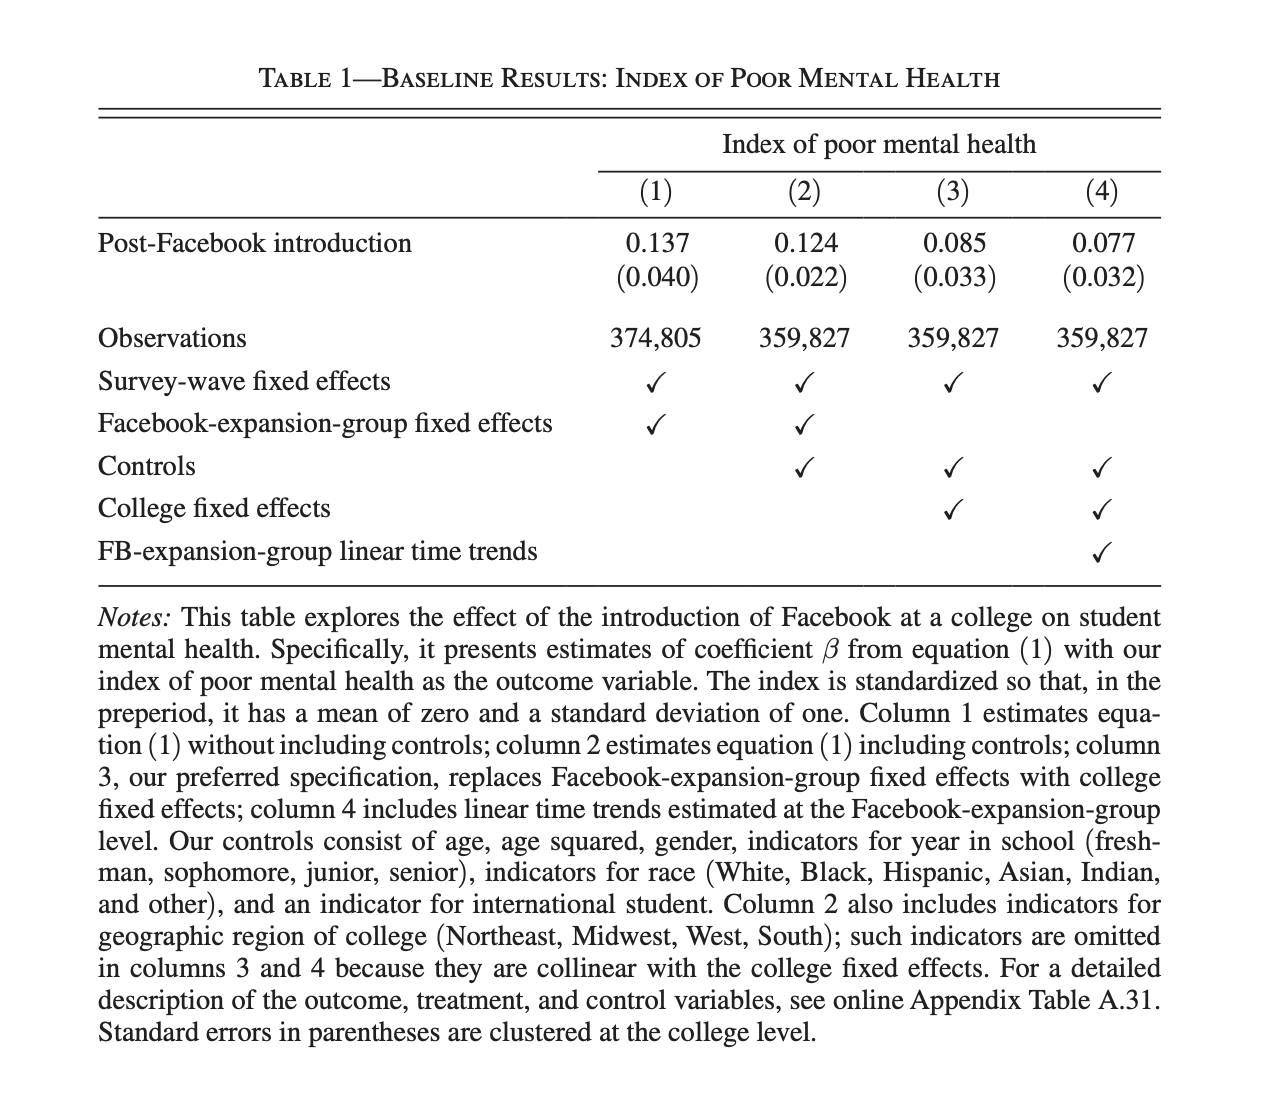 TABLE 1—BASELINE RESULTS: INDEX OF POOR MENTAL HEALTH
Index of poor mental health
(1) (2) (3) (4)
Post-Facebook introduction 0.137 0.124 0.085 0.077
(0.040) (0.022) (0.033) (0.032)
Observations 374,805 359,827 359,827 359,827
Survey-wave fixed effects ✓ ✓ ✓ ✓
Facebook-expansion-group fixed effects ✓ ✓
Controls ✓ ✓ ✓
College fixed effects ✓ ✓
FB-expansion-group linear time trends ✓
Notes: This table explores the effect of the introduction of Facebook at a college on student
mental health. Specifically, it presents estimates of coefficient β from equation (1) with our
index of poor mental health as the outcome variable. The index is standardized so that, in the
preperiod, it has a mean of zero and a standard deviation of one. Column 1 estimates equa-
tion (1) without including controls; column 2 estimates equation (1) including controls; column
3, our preferred specification, replaces Facebook-expansion-group fixed effects with college
fixed effects; column 4 includes linear time trends estimated at the Facebook-expansion-group
level. Our controls consist of age, age squared, gender, indicators for year in school (fresh-
man, sophomore, junior, senior), indicators for race (White, Black, Hispanic, Asian, Indian,
and other), and an indicator for international student. Column 2 also includes indicators for
geographic region of college (Northeast, Midwest, West, South); such indicators are omitted
in columns 3 and 4 because they are collinear with the college fixed effects. For a detailed
description of the outcome, treatment, and control variables, see online Appendix Table A.31.
Standard errors in parentheses are clustered at the college level.